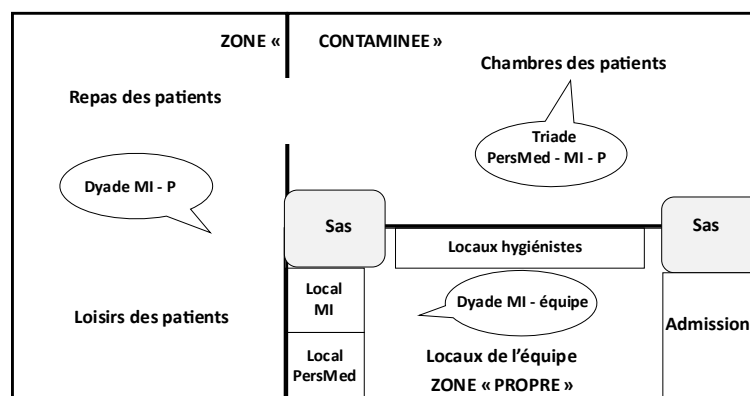 ZONE « CONTAMINEE »
Chambres des patients
Repas des patients
Triade
PersMed - MI - P
Dyade MI - P
Sas
Sas
Locaux hygiénistes
Local
MI
Dyade MI - équipe
Loisirs des patients
Admission
Local
PersMed
Locaux de l’équipe
ZONE « PROPRE »